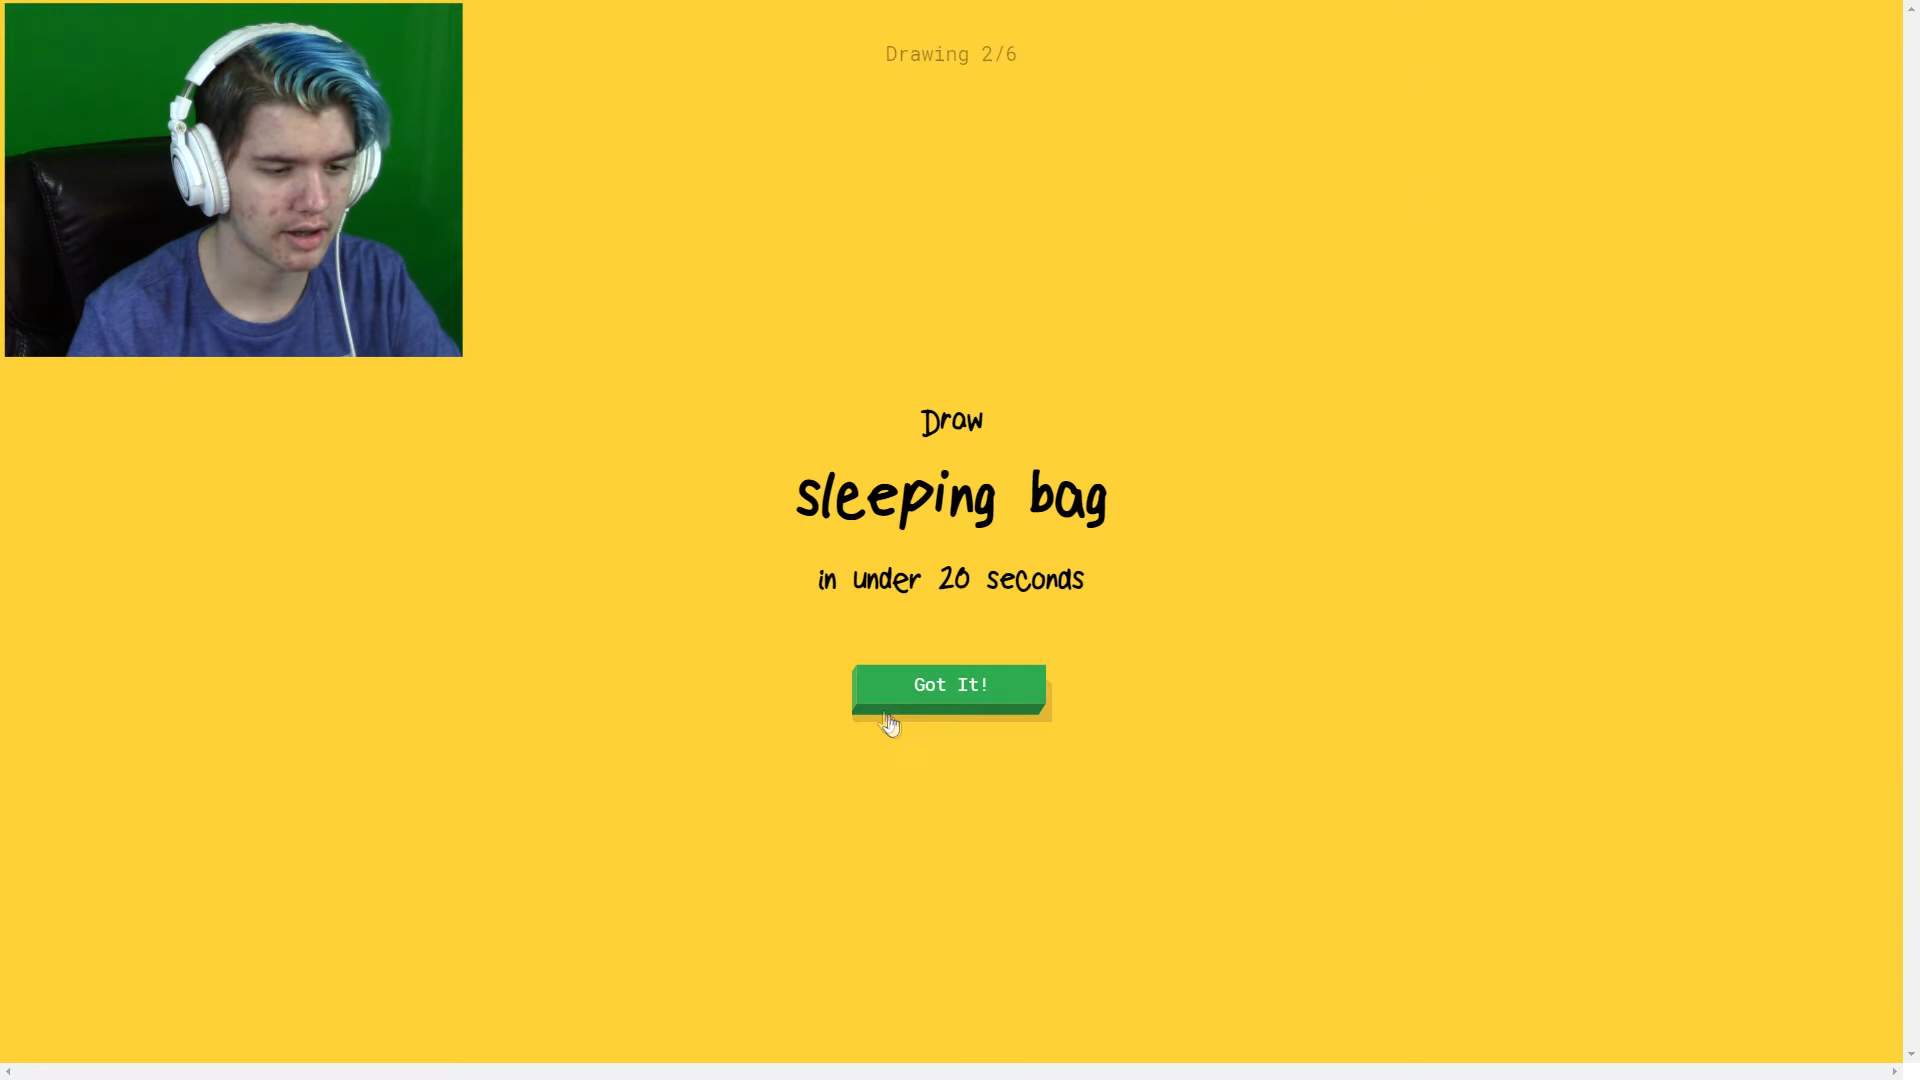 Drawing 2/6
Draw
sleeping bag
in under 20 seconds
Got It!